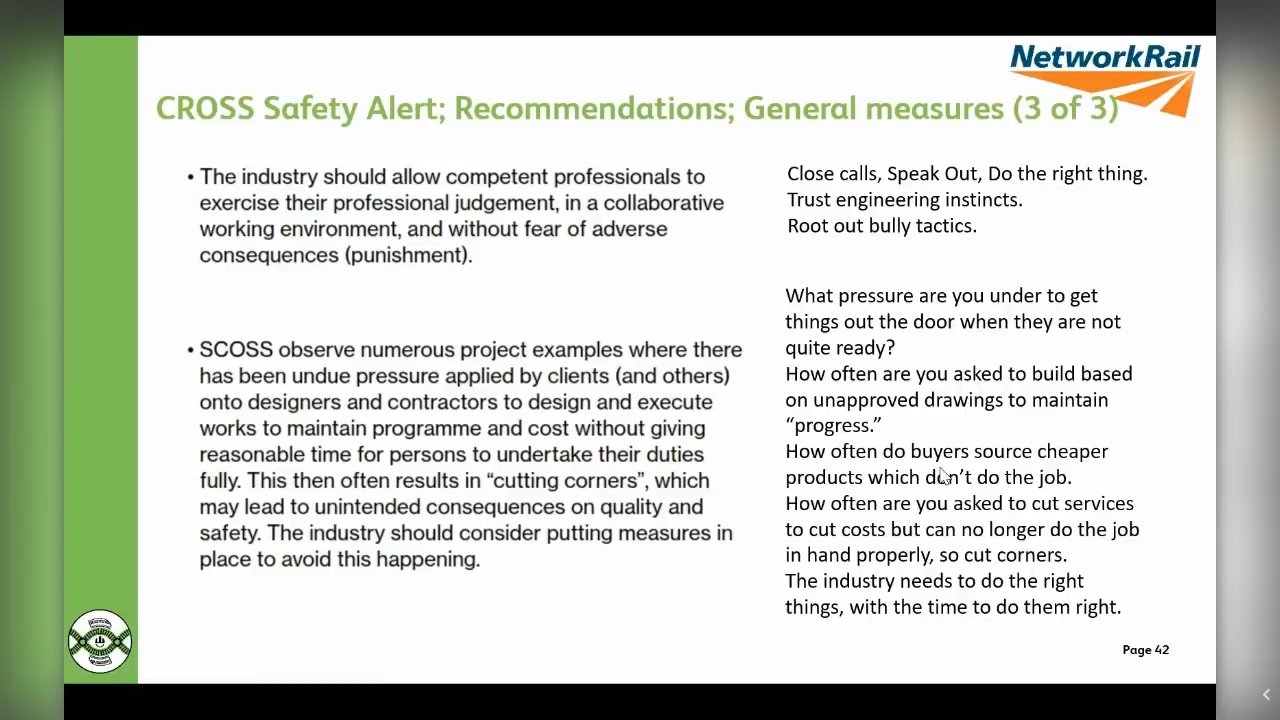 NetworkRail
CROSS Safety Alert; Recommendations; General measures (3 of 3)
• The industry should allow competent professionals to
exercise their professional judgement, in a collaborative
working environment, and without fear of adverse
consequences (punishment).
• SCOSS observe numerous project examples where there
has been undue pressure applied by clients (and others)
onto designers and contractors to design and execute
works to maintain programme and cost without giving
reasonable time for persons to undertake their duties
fully. This then often results in “cutting corners”, which
may lead to unintended consequences on quality and
safety. The industry should consider putting measures in
place to avoid this happening.
Close calls, Speak Out, Do the right thing.
Trust engineering instincts.
Root out bully tactics.
What pressure are you under to get
things out the door when they are not
quite ready?
How often are you asked to build based
on unapproved drawings to maintain
“progress.”
How often do buyers source cheaper
products which don’t do the job.
How often are you asked to cut services
to cut costs but can no longer do the job
in hand properly, so cut corners.
The industry needs to do the right
things, with the time to do them right.
Page 42